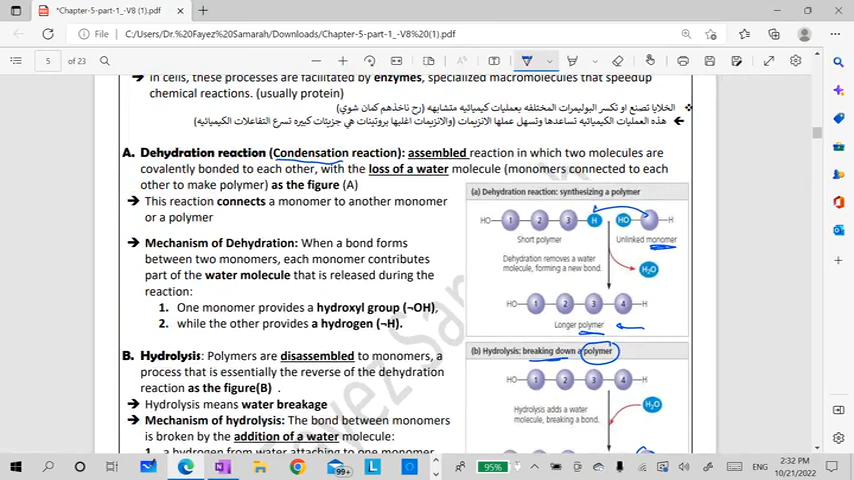 *Chapter-5-part-1_-V8 (1).pdf
File | C:/Users/Dr.%20Fayez%20Samarah/Downloads/Chapter-5-part-1_-V8%20(1).pdf
5 of 23
➔ In cells, these processes are facilitated by enzymes, specialized macromolecules that speedup
chemical reactions. (usually protein)
الخلايا تصنع او تكسر البوليمرات المختلفه بعمليات كيميائيه متشابهه (رح ناخذهم كمان شوي)
هذه العمليات الكيميائيه تساعدها وتسهل عملها الانزيمات (والانزيمات اغلبها بروتينات هي جزيئات كبيره تسرع التفاعلات الكيميائيه)
A. Dehydration reaction (Condensation reaction): assembled reaction in which two molecules are
covalently bonded to each other, with the loss of a water molecule (monomers connected to each
other to make polymer) as the figure (A)
➔ This reaction connects a monomer to another monomer
or a polymer
➔ Mechanism of Dehydration: When a bond forms
between two monomers, each monomer contributes
part of the water molecule that is released during the
reaction:
1. One monomer provides a hydroxyl group (¬OH),
2. while the other provides a hydrogen (¬H).
B. Hydrolysis: Polymers are disassembled to monomers, a
process that is essentially the reverse of the dehydration
reaction as the figure(B) .
➔ Hydrolysis means water breakage
➔ Mechanism of hydrolysis: The bond between monomers
is broken by the addition of a water molecule:
1. a hydrogen from water attaching to one monomer
(a) Dehydration reaction: synthesizing a polymer
HO 1 2 3 H HO H
Short polymer Unlinked monomer
Dehydration removes a water
molecule, forming a new bond.
H₂O
HO 1 2 3 4 H
Longer polymer
(b) Hydrolysis: breaking down a polymer
HO 1 2 3 4 H
Hydrolysis adds a water
molecule, breaking a bond.
H₂O
99+
95%
ENG
2:32 PM
10/21/2022